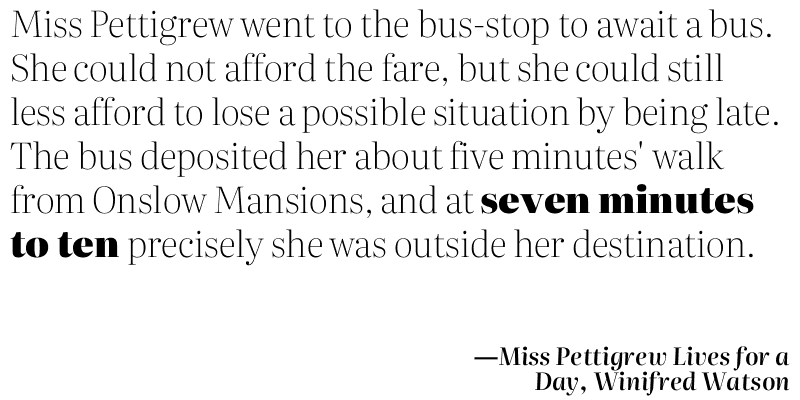 Miss Pettigrew went to the bus-stop to await a bus.
She could not afford the fare, but she could still
less afford to lose a possible situation by being late.
The bus deposited her about five minutes' walk
from Onslow Mansions, and at seven minutes
to ten precisely she was outside her destination.
—Miss Pettigrew Lives for a
Day, Winifred Watson